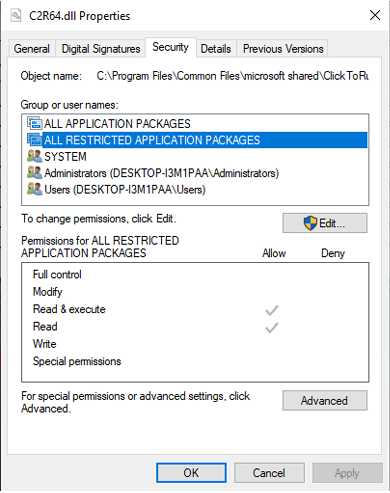 C2R64.dll Properties
General Digital Signatures Security Details Previous Versions
Object name: C:\Program Files\Common Files\microsoft shared\ClickToRu
Group or user names:
ALL APPLICATION PACKAGES
ALL RESTRICTED APPLICATION PACKAGES
SYSTEM
Administrators (DESKTOP-I3M1PAA\Administrators)
Users (DESKTOP-I3M1PAA\Users)
To change permissions, click Edit.
Edit...
Permissions for ALL RESTRICTED
APPLICATION PACKAGES Allow Deny
Full control
Modify
Read & execute
Read
Write
Special permissions
For special permissions or advanced settings, click
Advanced.
Advanced
OK Cancel Apply